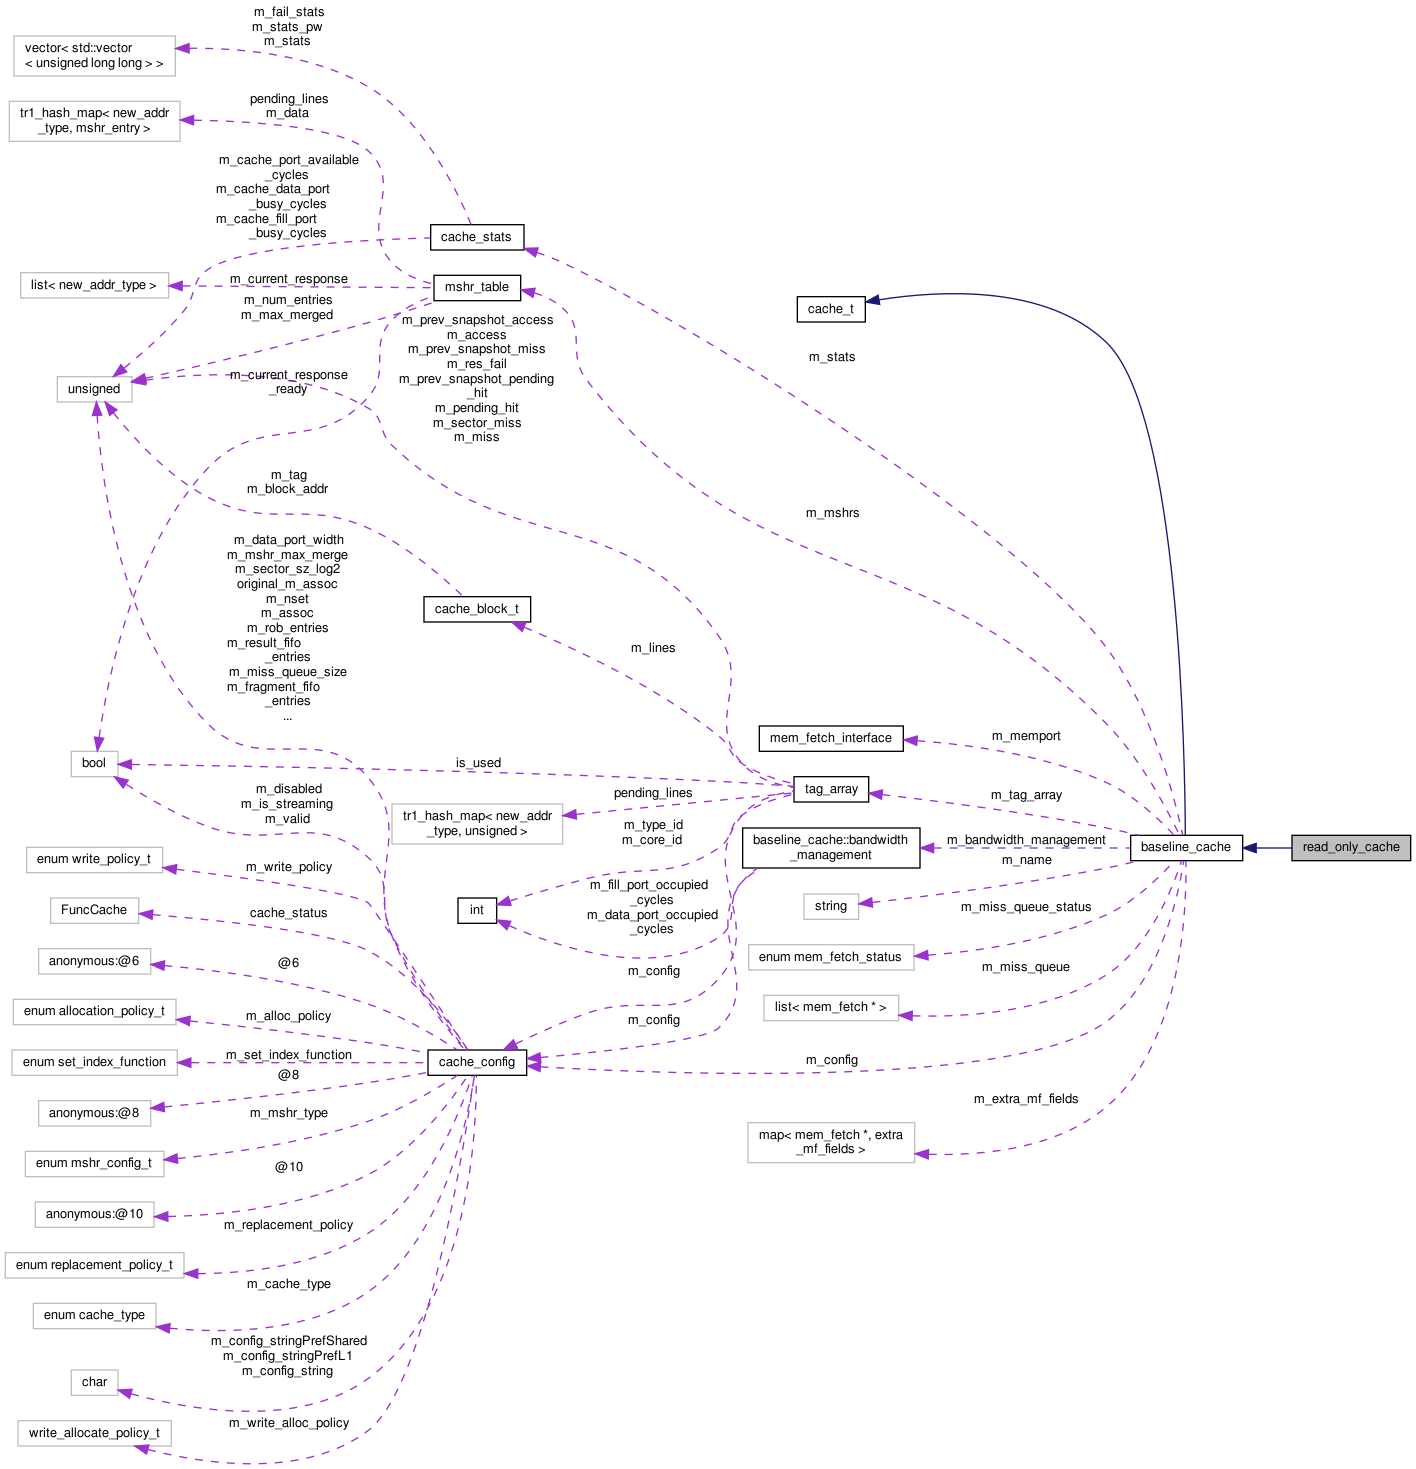 m_fail_stats
m_stats_pw
m_stats
vector< std::vector
< unsigned long long > >
pending_lines
m_data
tr1_hash_map< new_addr
_type, mshr_entry >
m_cache_port_available
_cycles
m_cache_data_port
_busy_cycles
m_cache_fill_port
_busy_cycles
cache_stats
list< new_addr_type >
m_current_response
mshr_table
m_num_entries
m_max_merged
cache_t
m_prev_snapshot_access
m_access
m_prev_snapshot_miss
m_res_fail
m_prev_snapshot_pending
_hit
m_pending_hit
m_sector_miss
m_miss
m_stats
unsigned
m_current_response
_ready
m_tag
m_block_addr
m_mshrs
m_data_port_width
m_mshr_max_merge
m_sector_sz_log2
original_m_assoc
m_nset
m_assoc
m_rob_entries
m_result_fifo
_entries
m_miss_queue_size
m_fragment_fifo
_entries
...
cache_block_t
m_lines
mem_fetch_interface
m_memport
bool
is_used
tag_array
m_tag_array
pending_lines
tr1_hash_map< new_addr
_type, unsigned >
m_disabled
m_is_streaming
m_valid
m_type_id
m_core_id
baseline_cache::bandwidth
_management
m_bandwidth_management
baseline_cache
read_only_cache
m_name
enum write_policy_t
m_write_policy
m_fill_port_occupied
_cycles
m_data_port_occupied
_cycles
FuncCache
cache_status
int
string
m_miss_queue_status
anonymous:@6
@6
enum mem_fetch_status
m_config
m_miss_queue
enum allocation_policy_t
m_alloc_policy
m_config
list< mem_fetch * >
enum set_index_function
m_set_index_function
cache_config
m_config
@8
anonymous:@8
m_mshr_type
m_extra_mf_fields
enum mshr_config_t
@10
map< mem_fetch *, extra
_mf_fields >
anonymous:@10
m_replacement_policy
enum replacement_policy_t
m_cache_type
enum cache_type
m_config_stringPrefShared
m_config_stringPrefL1
m_config_string
char
m_write_alloc_policy
write_allocate_policy_t